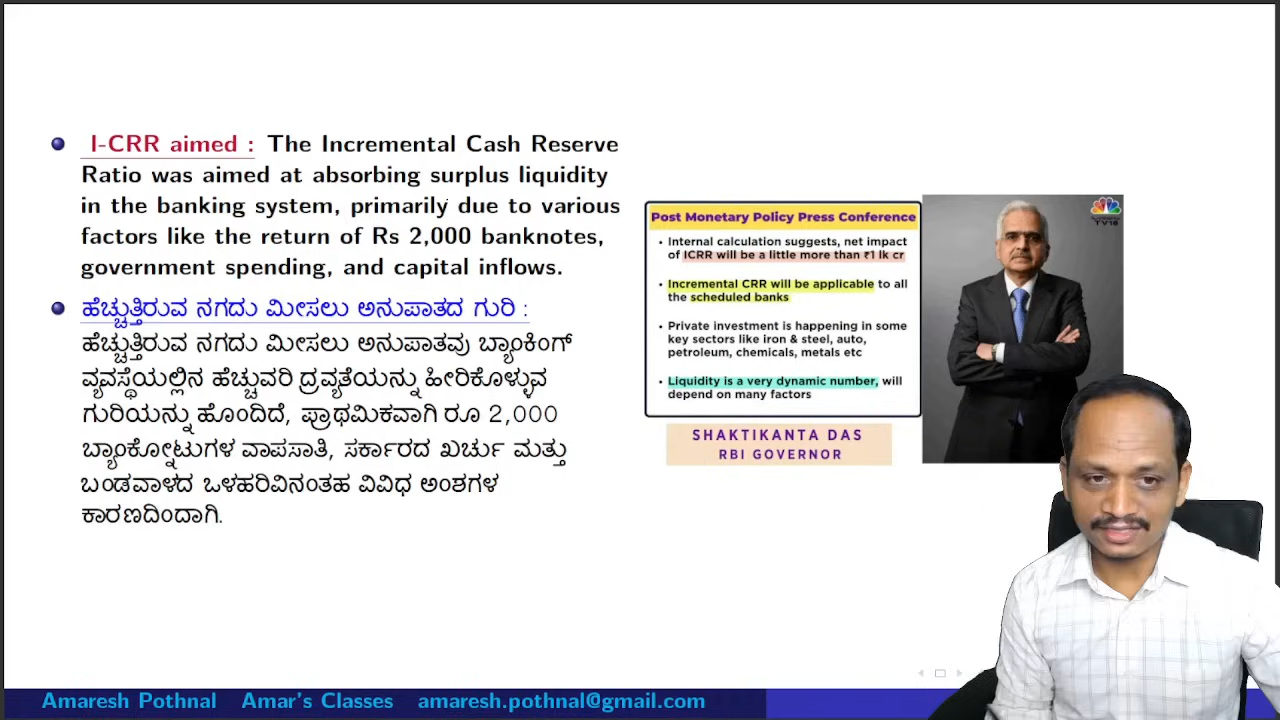 I-CRR aimed : The Incremental Cash Reserve
Ratio was aimed at absorbing surplus liquidity
in the banking system, primarily due to various
factors like the return of Rs 2,000 banknotes,
government spending, and capital inflows.
ಹೆಚ್ಚುತ್ತಿರುವ ನಗದು ಮೀಸಲು ಅನುಪಾತದ ಗುರಿ :
ಹೆಚ್ಚುತ್ತಿರುವ ನಗದು ಮೀಸಲು ಅನುಪಾತವು ಬ್ಯಾಂಕಿಂಗ್
ವ್ಯವಸ್ಥೆಯಲ್ಲಿನ ಹೆಚ್ಚುವರಿ ದ್ರವ್ಯತೆಯನ್ನು ಹೀರಿಕೊಳ್ಳುವ
ಗುರಿಯನ್ನು ಹೊಂದಿದೆ, ಪ್ರಾಥಮಿಕವಾಗಿ ರೂ 2,000
ಬ್ಯಾಂಕ್ನೋಟುಗಳ ವಾಪಸಾತಿ, ಸರ್ಕಾರದ ಖರ್ಚು ಮತ್ತು
ಬಂಡವಾಳದ ಒಳಹರಿವಿನಂತಹ ವಿವಿಧ ಅಂಶಗಳ
ಕಾರಣದಿಂದಾಗಿ.
Post Monetary Policy Press Conference
Internal calculation suggests, net impact
of ICRR will be a little more than ₹1 lk cr
Incremental CRR will be applicable to all
the scheduled banks
Private investment is happening in some
key sectors like iron & steel, auto,
petroleum, chemicals, metals etc
Liquidity is a very dynamic number, will
depend on many factors
SHAKTIKANTA DAS
RBI GOVERNOR
TV18
Amaresh Pothnal Amar's Classes amaresh.pothnal@gmail.com